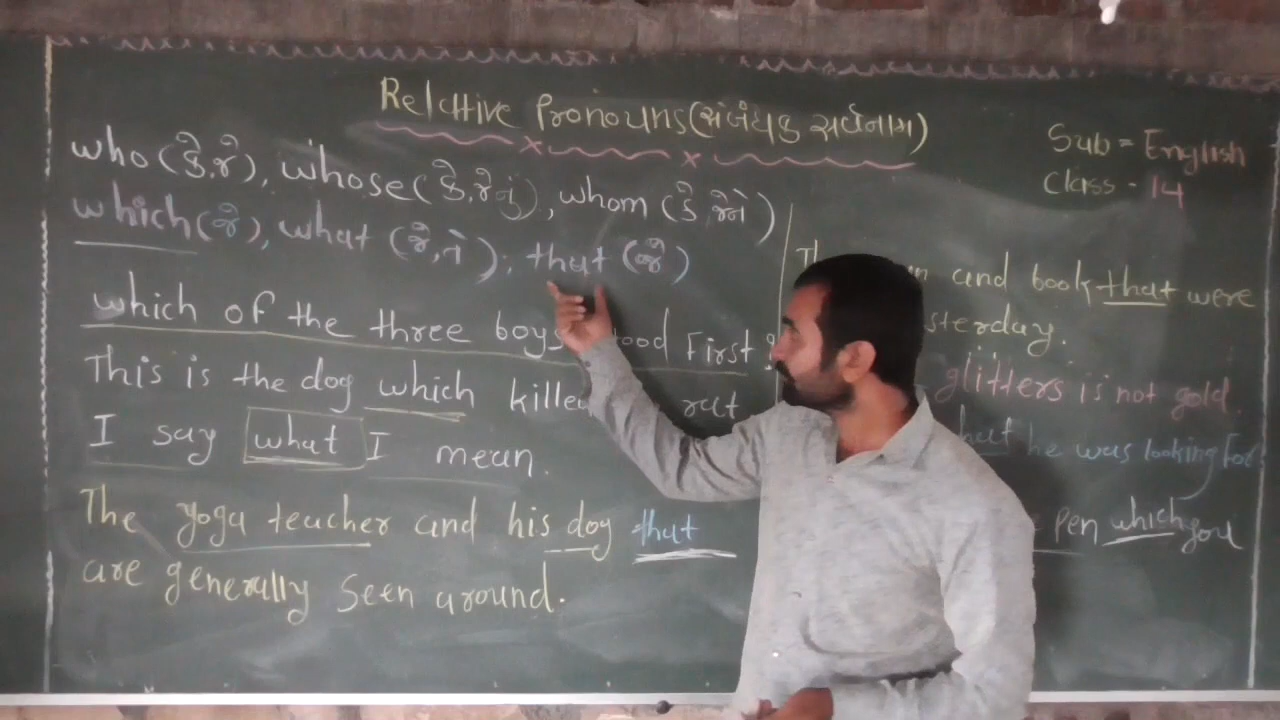 Relative Pronouns (સંબંધક સર્વનામ)
Sub = English
Class - 14
who (કે, જે), whose (કે, જેનું), whom (કે જેને)
which (જે), what (જે, તે), that (જે)
which of the three boys stood First ?
This is the dog which killed rat
I say what I mean.
The yoga teacher and his dog that
are generally seen around.
and book that were
glitters is not gold.
he was looking For
Pen which you